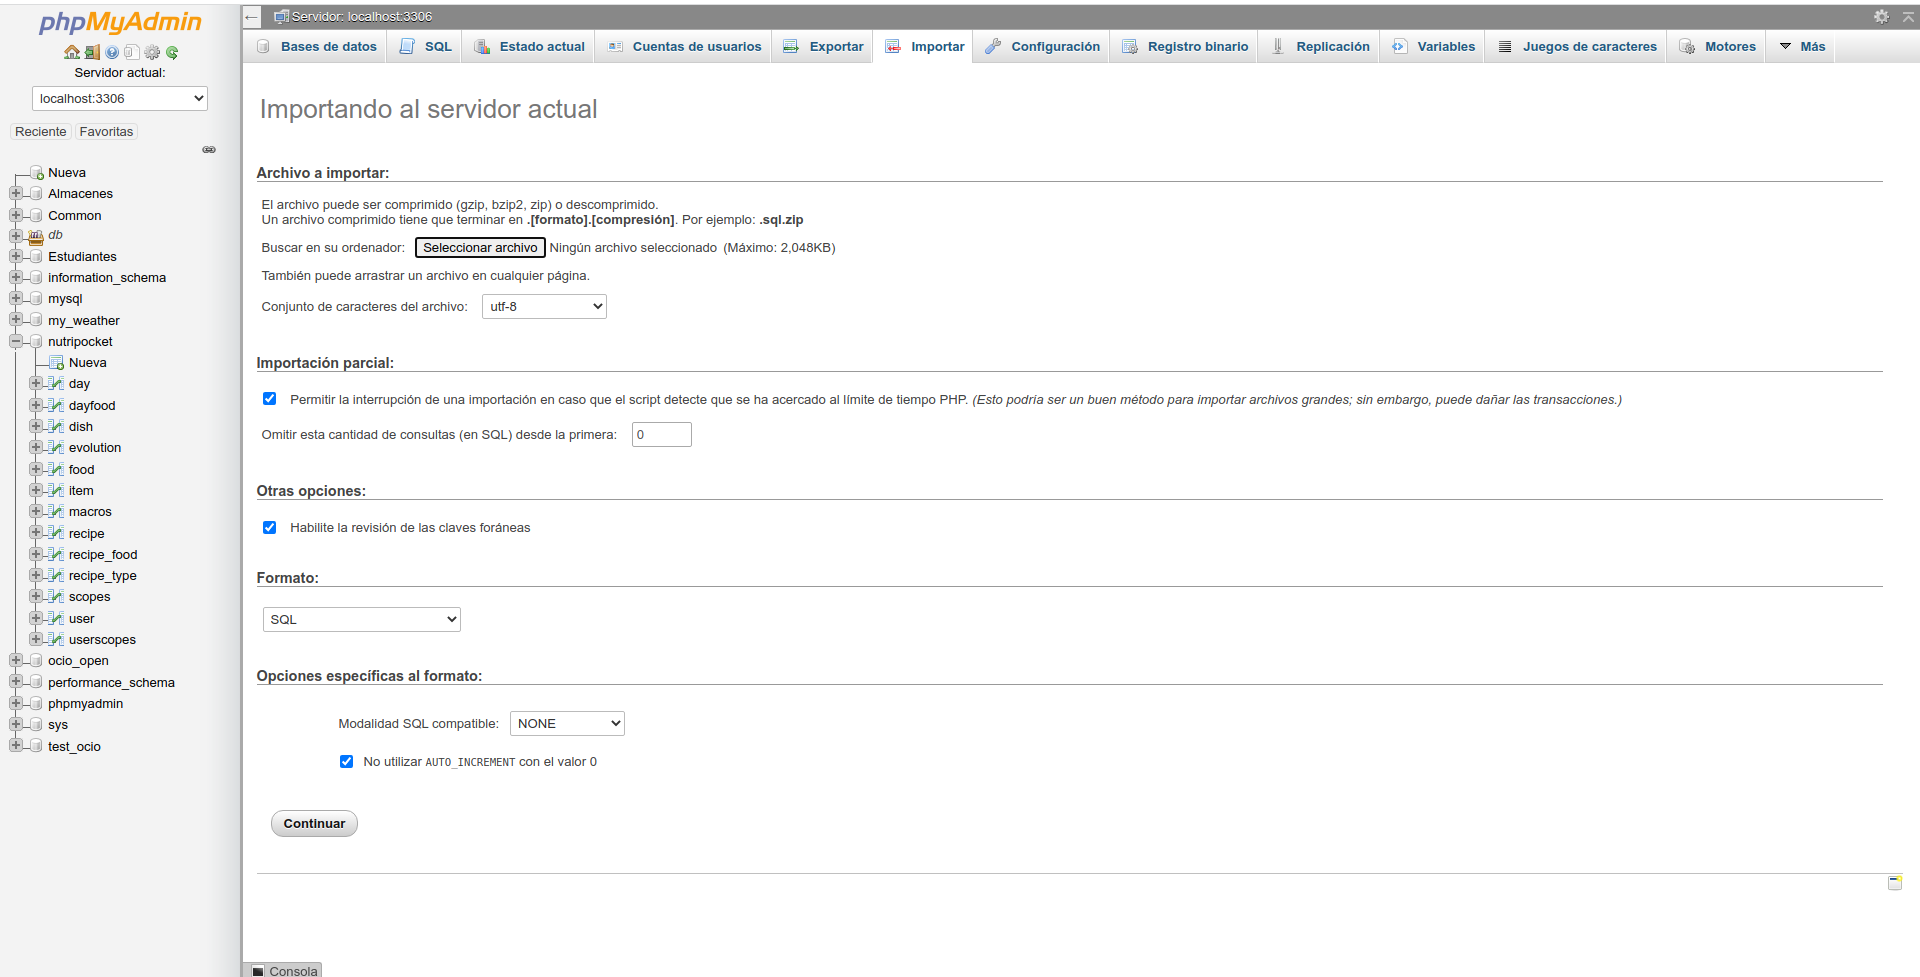 phpMyAdmin
Servidor actual:
localhost:3306
Reciente Favoritas
Nueva
Almacenes
Common
db
Estudiantes
information_schema
mysql
my_weather
nutripocket
Nueva
day
dayfood
dish
evolution
food
item
macros
recipe
recipe_food
recipe_type
scopes
user
userscopes
ocio_open
performance_schema
phpmyadmin
sys
test_ocio
Servidor: localhost:3306
Bases de datos SQL Estado actual Cuentas de usuarios Exportar Importar Configuración Registro binario Replicación Variables Juegos de caracteres Motores Más
Importando al servidor actual
Archivo a importar:
El archivo puede ser comprimido (gzip, bzip2, zip) o descomprimido.
Un archivo comprimido tiene que terminar en .[formato].[compresión]. Por ejemplo: .sql.zip
Buscar en su ordenador: Seleccionar archivo Ningún archivo seleccionado (Máximo: 2,048KB)
También puede arrastrar un archivo en cualquier página.
Conjunto de caracteres del archivo: utf-8
Importación parcial:
Permitir la interrupción de una importación en caso que el script detecte que se ha acercado al límite de tiempo PHP. (Esto podría ser un buen método para importar archivos grandes; sin embargo, puede dañar las transacciones.)
Omitir esta cantidad de consultas (en SQL) desde la primera: 0
Otras opciones:
Habilite la revisión de las claves foráneas
Formato:
SQL
Opciones específicas al formato:
Modalidad SQL compatible: NONE
No utilizar AUTO_INCREMENT con el valor 0
Continuar
Consola